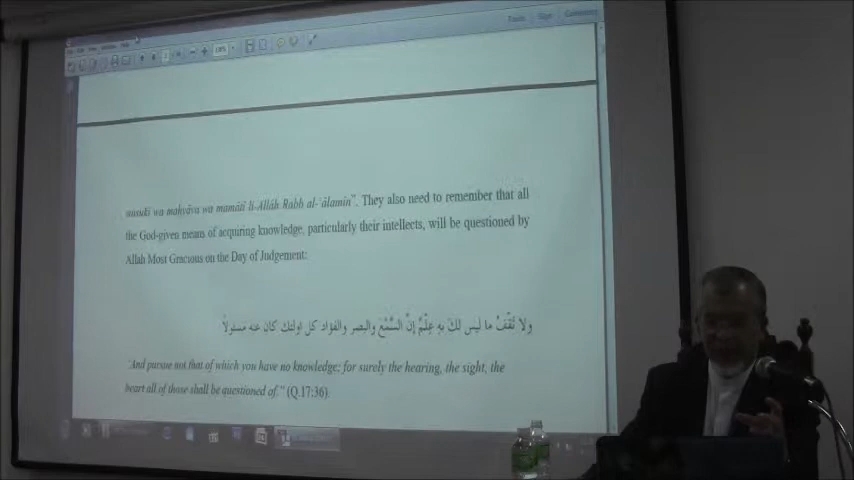 nusukī wa mahyāya wa mamātī li-Allāh Rabb al-'ālamīn". They also need to remember that all
the God-given means of acquiring knowledge, particularly their intellects, will be questioned by
Allah Most Gracious on the Day of Judgement:
ولا تَقْفُ ما ليس لكَ به عِلْمٌ إنَّ السَّمْعَ والبصر والفؤاد كل اولئك كان عنه مسئولاً
"And pursue not that of which you have no knowledge; for surely the hearing, the sight, the
heart all of those shall be questioned of." (Q.17:36).